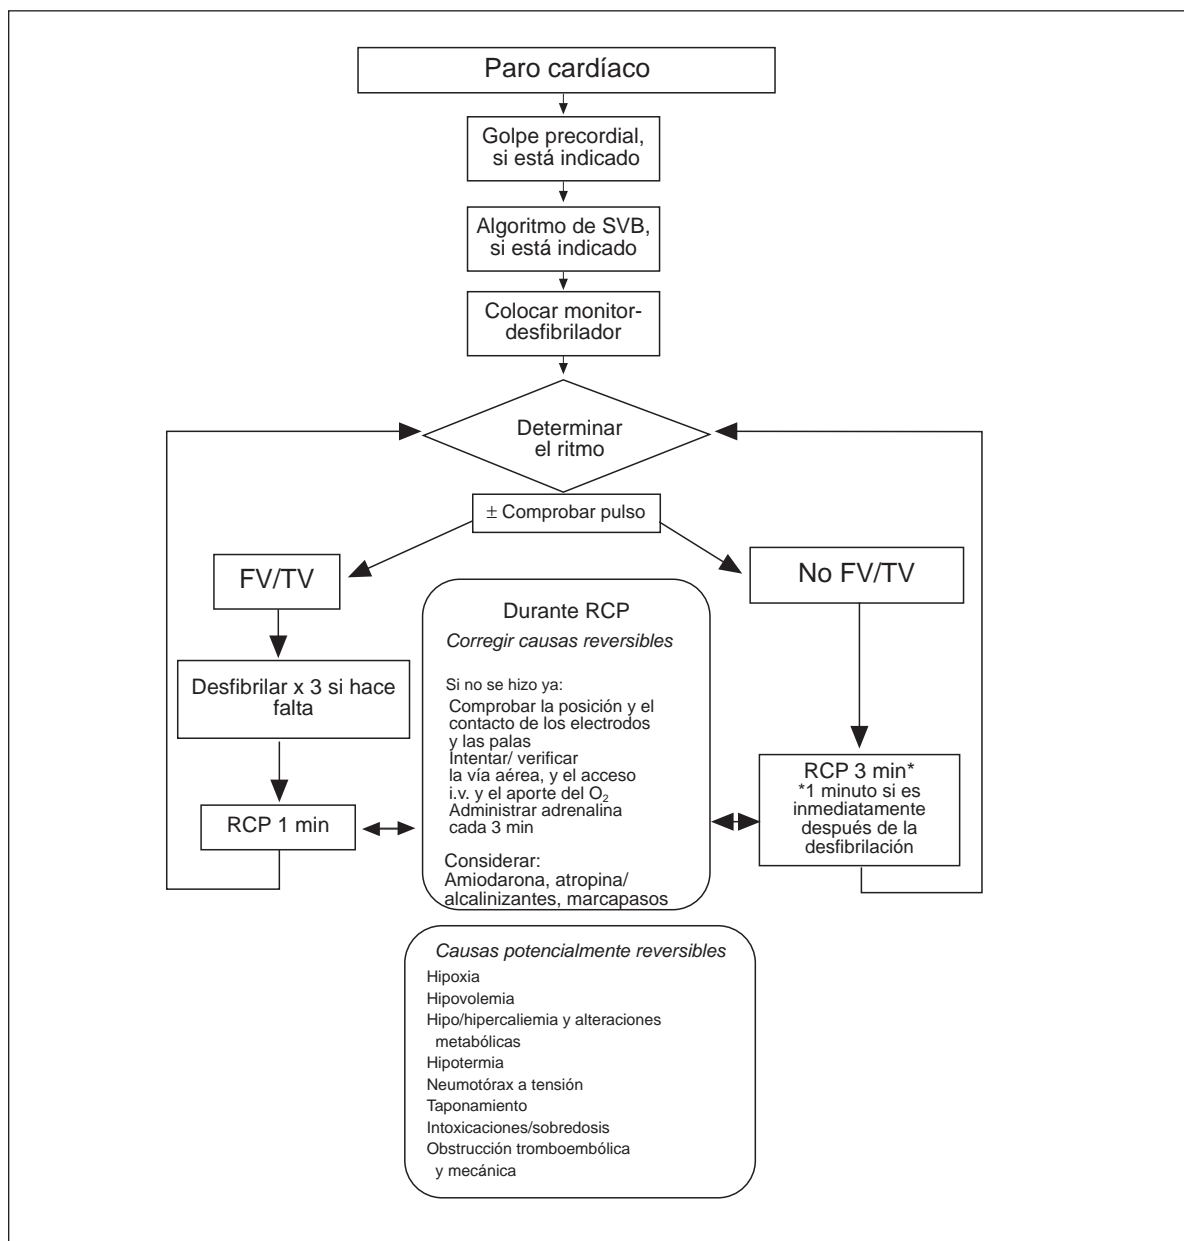 Paro cardíaco
Golpe precordial,
si está indicado
Algoritmo de SVB,
si está indicado
Colocar monitor-
desfibrilador
Determinar
el ritmo
± Comprobar pulso
FV/TV
No FV/TV
Desfibrilar x 3 si hace
falta
RCP 1 min
Durante RCP
Corregir causas reversibles
Si no se hizo ya:
Comprobar la posición y el
contacto de los electrodos
y las palas
Intentar/ verificar
la vía aérea, y el acceso
i.v. y el aporte del O₂
Administrar adrenalina
cada 3 min
Considerar:
Amiodarona, atropina/
alcalinizantes, marcapasos
RCP 3 min*
*1 minuto si es
inmediatamente
después de la
desfibrilación
Causas potencialmente reversibles
Hipoxia
Hipovolemia
Hipo/hipercaliemia y alteraciones
metabólicas
Hipotermia
Neumotórax a tensión
Taponamiento
Intoxicaciones/sobredosis
Obstrucción tromboembólica
y mecánica